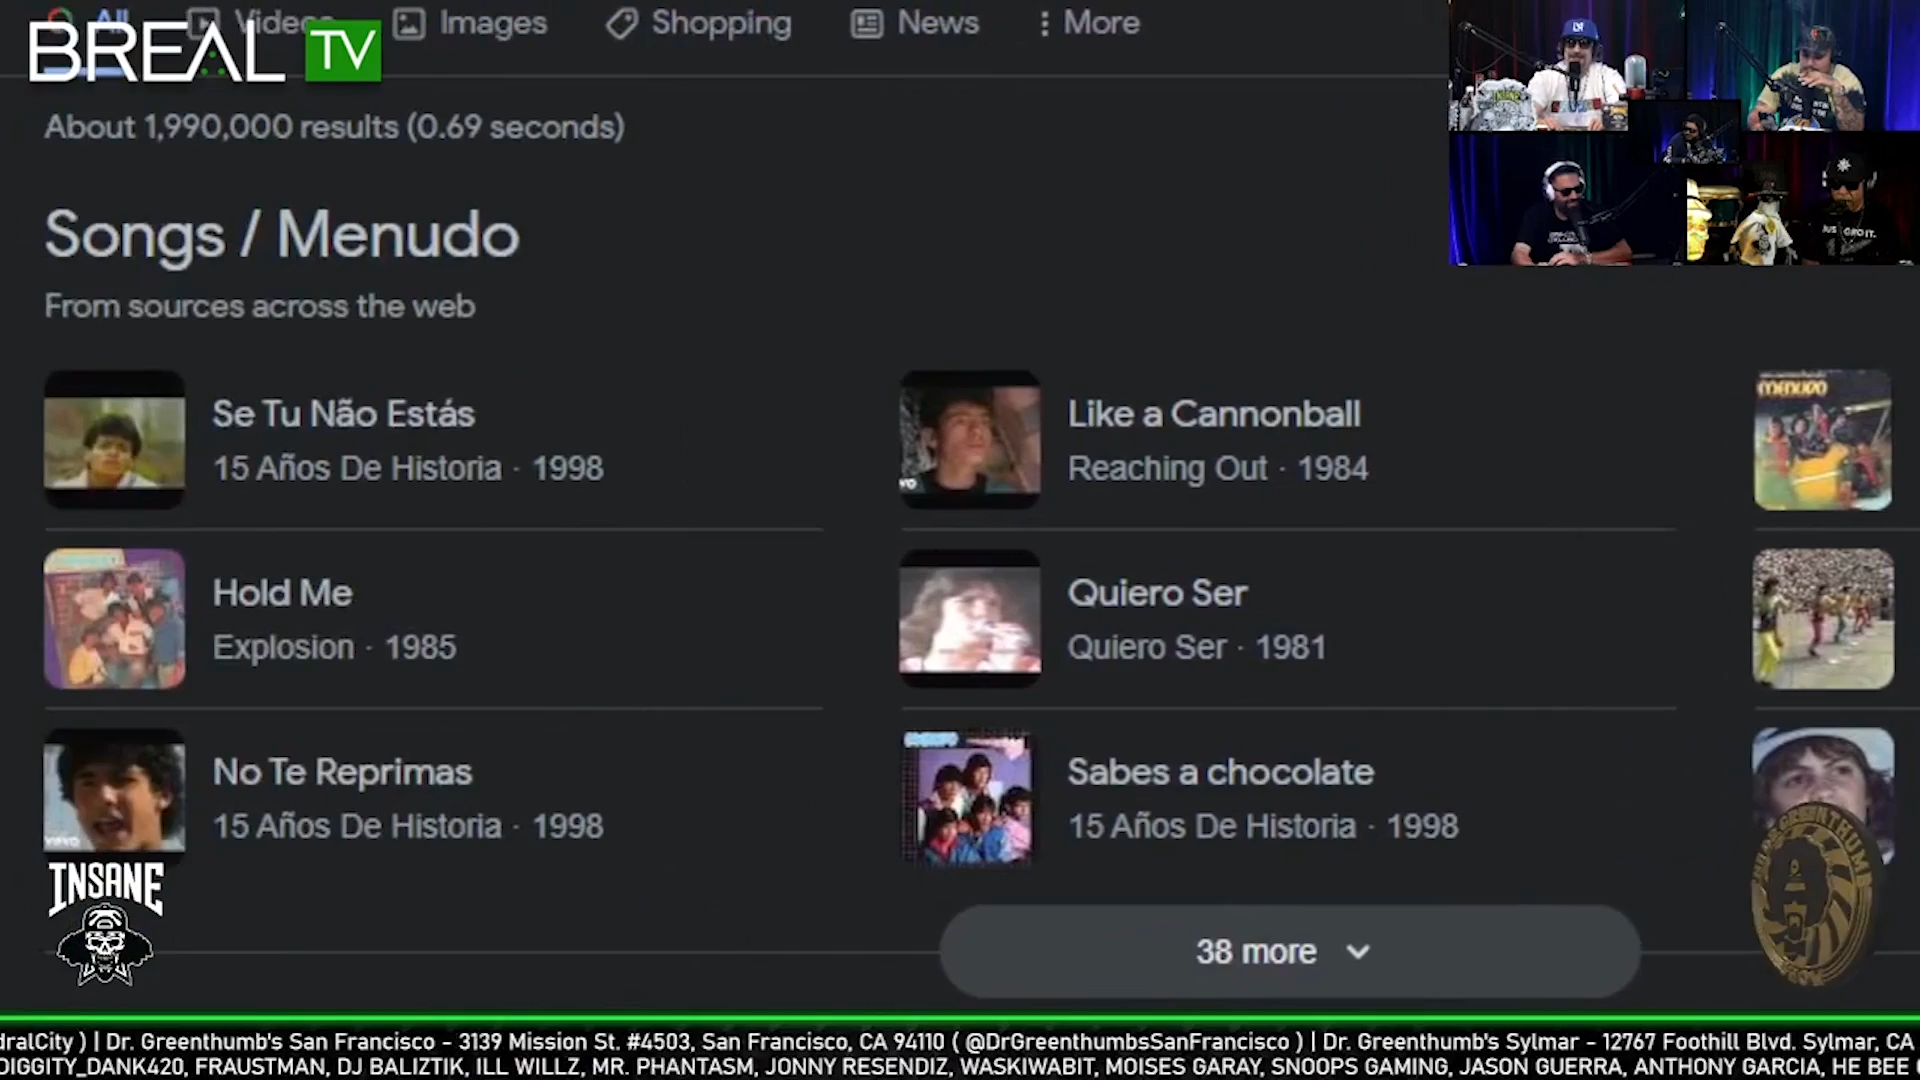 BREAL TV
All Videos Images Shopping News More
About 1,990,000 results (0.69 seconds)
Songs / Menudo
From sources across the web
Se Tu Não Estás
15 Años De Historia · 1998
Like a Cannonball
Reaching Out · 1984
MENUDO
Hold Me
Explosion · 1985
Quiero Ser
Quiero Ser · 1981
No Te Reprimas
15 Años De Historia · 1998
Sabes a chocolate
15 Años De Historia · 1998
INSANE
38 more
dralCity ) | Dr. Greenthumb's San Francisco - 3139 Mission St. #4503, San Francisco, CA 94110 ( @DrGreenthumbsSanFrancisco ) | Dr. Greenthumb's Sylmar - 12767 Foothill Blvd. Sylmar, CA
DIGGITY_DANK420, FRAUSTMAN, DJ BALIZTIK, ILL WILLZ, MR. PHANTASM, JONNY RESENDIZ, WASKIWABIT, MOISES GARAY, SNOOPS GAMING, JASON GUERRA, ANTHONY GARCIA, HE BEE